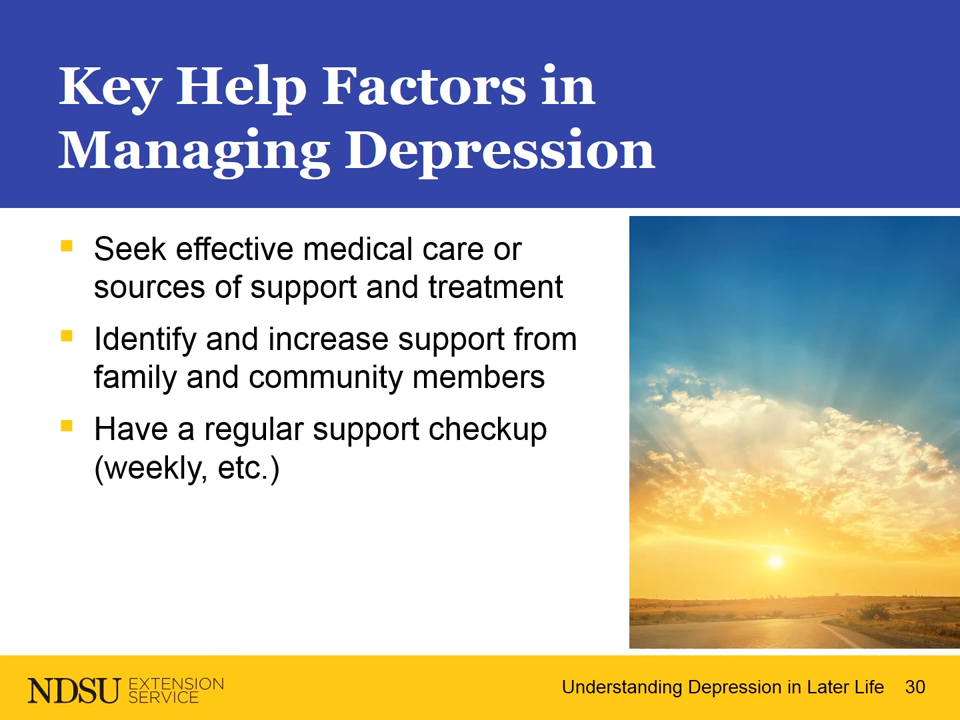 Key Help Factors in
Managing Depression
Seek effective medical care or
sources of support and treatment
Identify and increase support from
family and community members
Have a regular support checkup
(weekly, etc.)
NDSU EXTENSION
SERVICE
Understanding Depression in Later Life 30